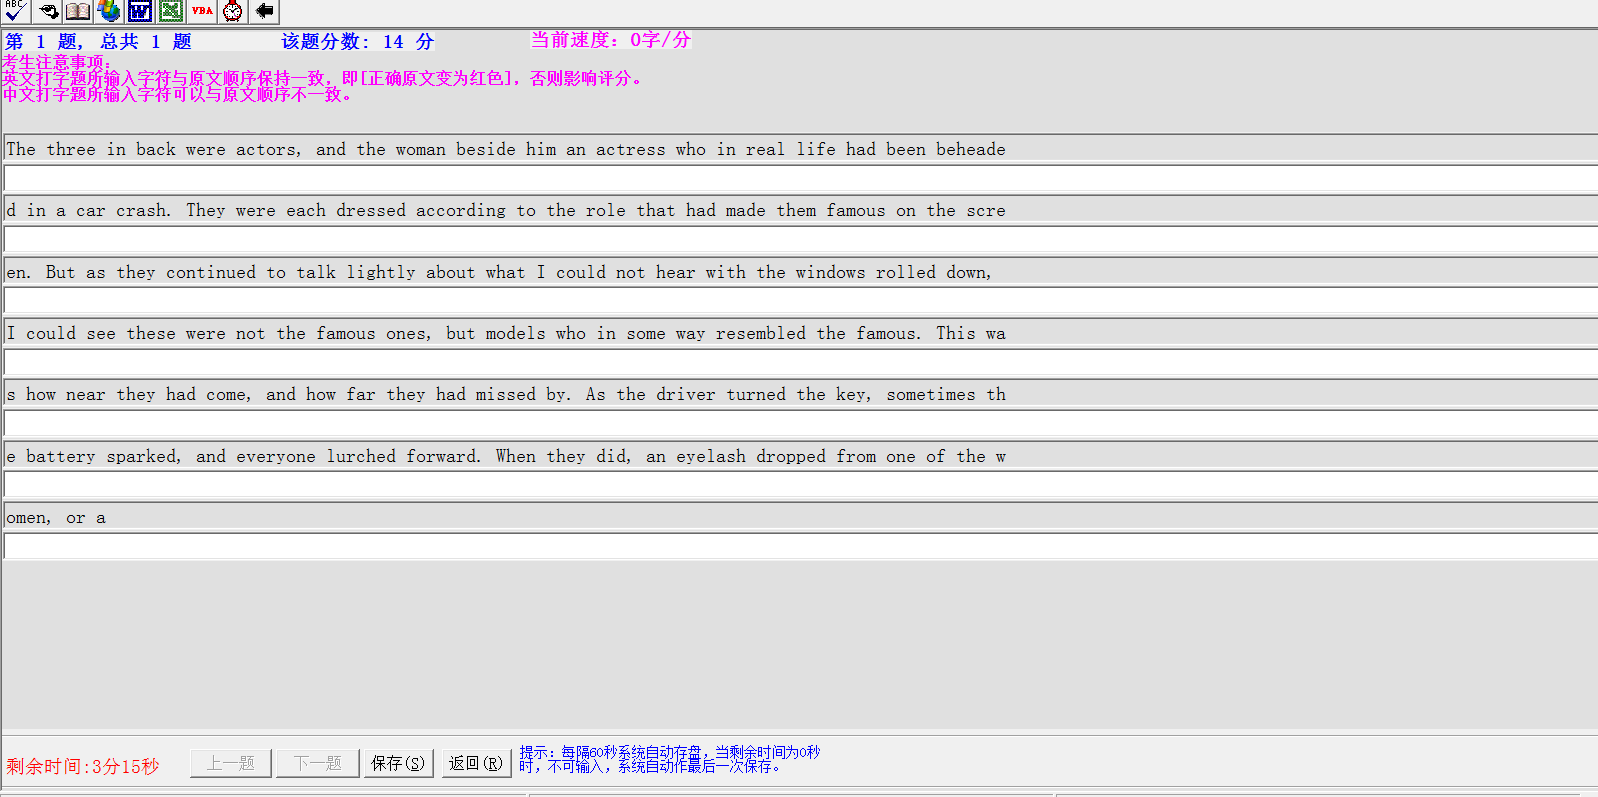 ABC
VBA
第 1 题, 总共 1 题 该题分数: 14 分 当前速度: 0字/分
考生注意事项:
英文打字题所输入字符与原文顺序保持一致, 即[正确原文变为红色], 否则影响评分。
中文打字题所输入字符可以与原文顺序不一致。
The three in back were actors, and the woman beside him an actress who in real life had been beheade
d in a car crash. They were each dressed according to the role that had made them famous on the scre
en. But as they continued to talk lightly about what I could not hear with the windows rolled down,
I could see these were not the famous ones, but models who in some way resembled the famous. This wa
s how near they had come, and how far they had missed by. As the driver turned the key, sometimes th
e battery sparked, and everyone lurched forward. When they did, an eyelash dropped from one of the w
omen, or a
剩余时间:3分15秒 上一题 下一题 保存(S) 返回(R) 提示: 每隔60秒系统自动存盘, 当剩余时间为0秒
时, 不可输入, 系统自动作最后一次保存。